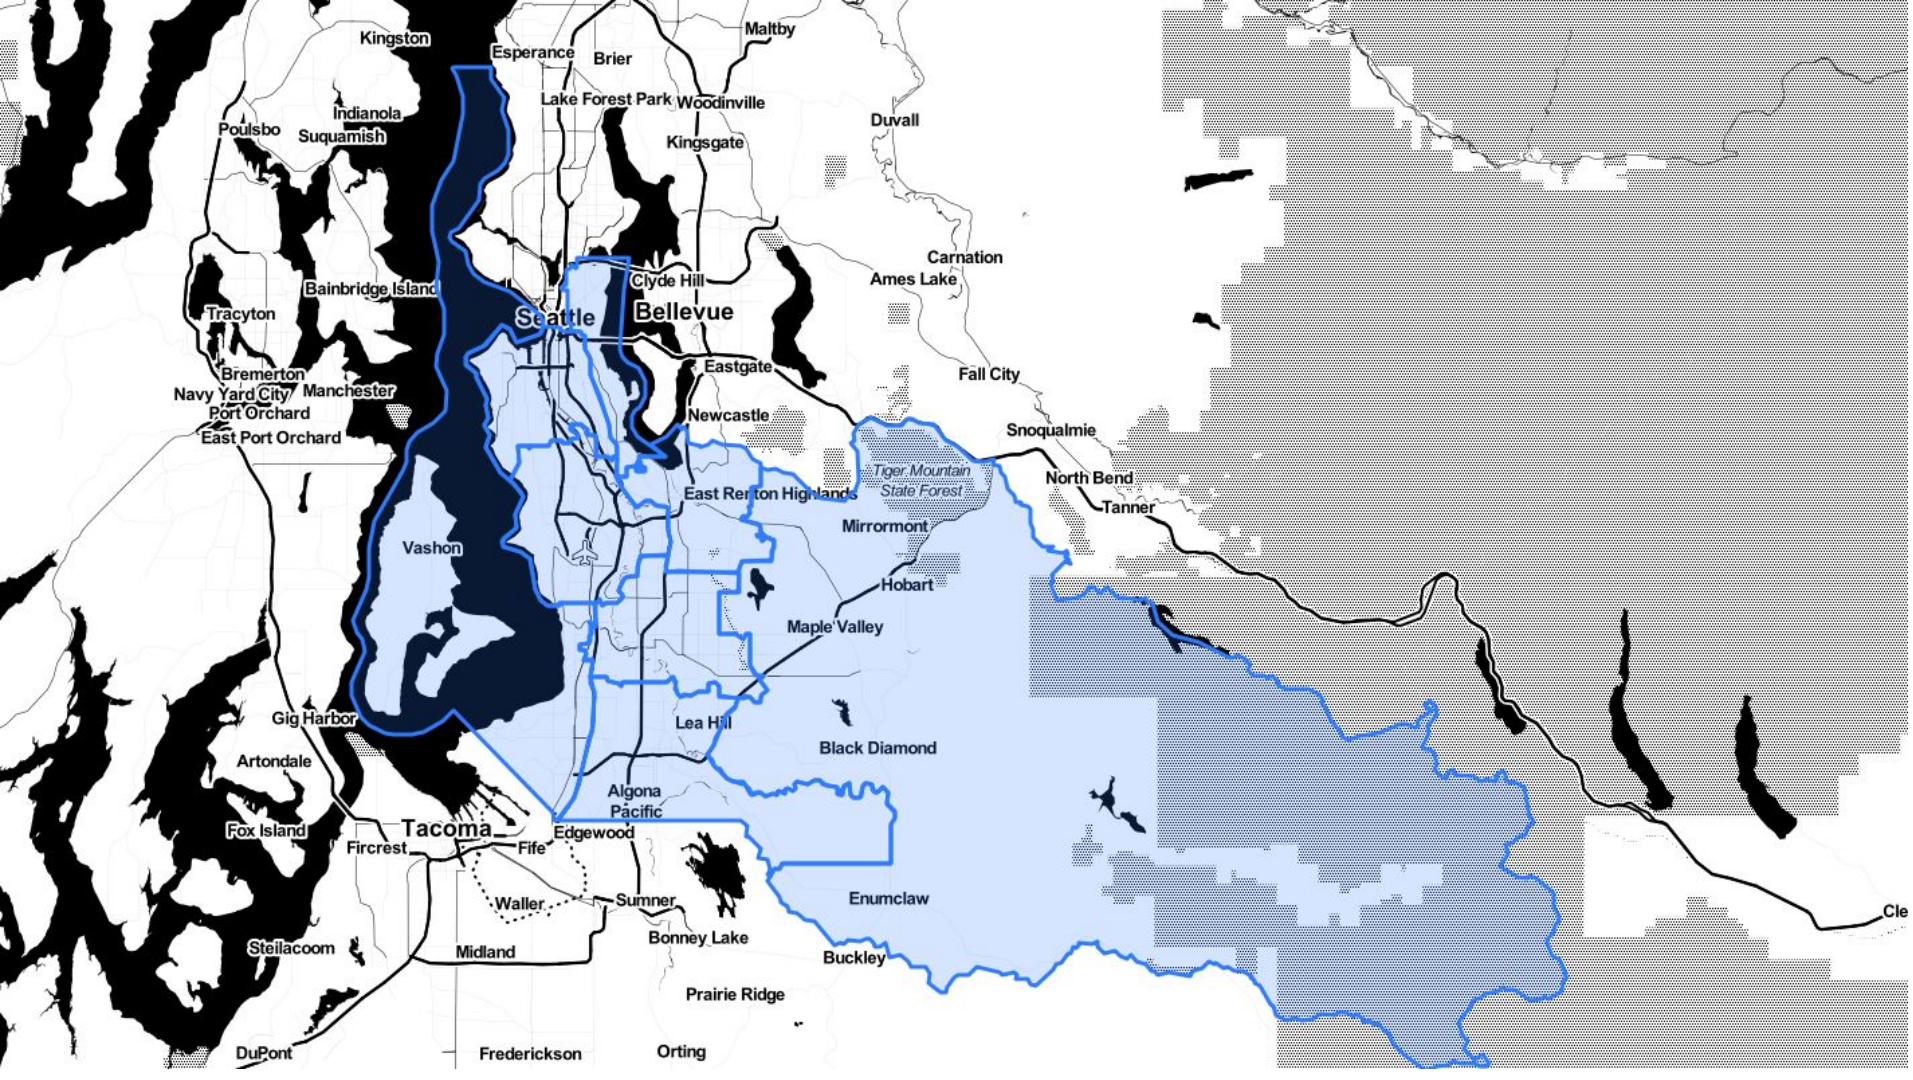 Kingston
Esperance
Brier
Maltby
Lake Forest Park
Woodinville
Indianola
Poulsbo
Suquamish
Kingsgate
Duvall
Carnation
Clyde Hill
Ames Lake
Bainbridge Island
Tracyton
Seattle
Bellevue
Eastgate
Fall City
Bremerton
Navy Yard City
Manchester
Port Orchard
Newcastle
East Port Orchard
Snoqualmie
Tiger Mountain
State Forest
North Bend
East Renton Highlands
Tanner
Mirrormont
Vashon
Hobart
Maple Valley
Gig Harbor
Lea Hill
Black Diamond
Artondale
Algona
Pacific
Fox Island
Tacoma
Edgewood
Fircrest
Fife
Waller
Sumner
Enumclaw
Cle
Steilacoom
Midland
Bonney Lake
Buckley
Prairie Ridge
DuPont
Frederickson
Orting